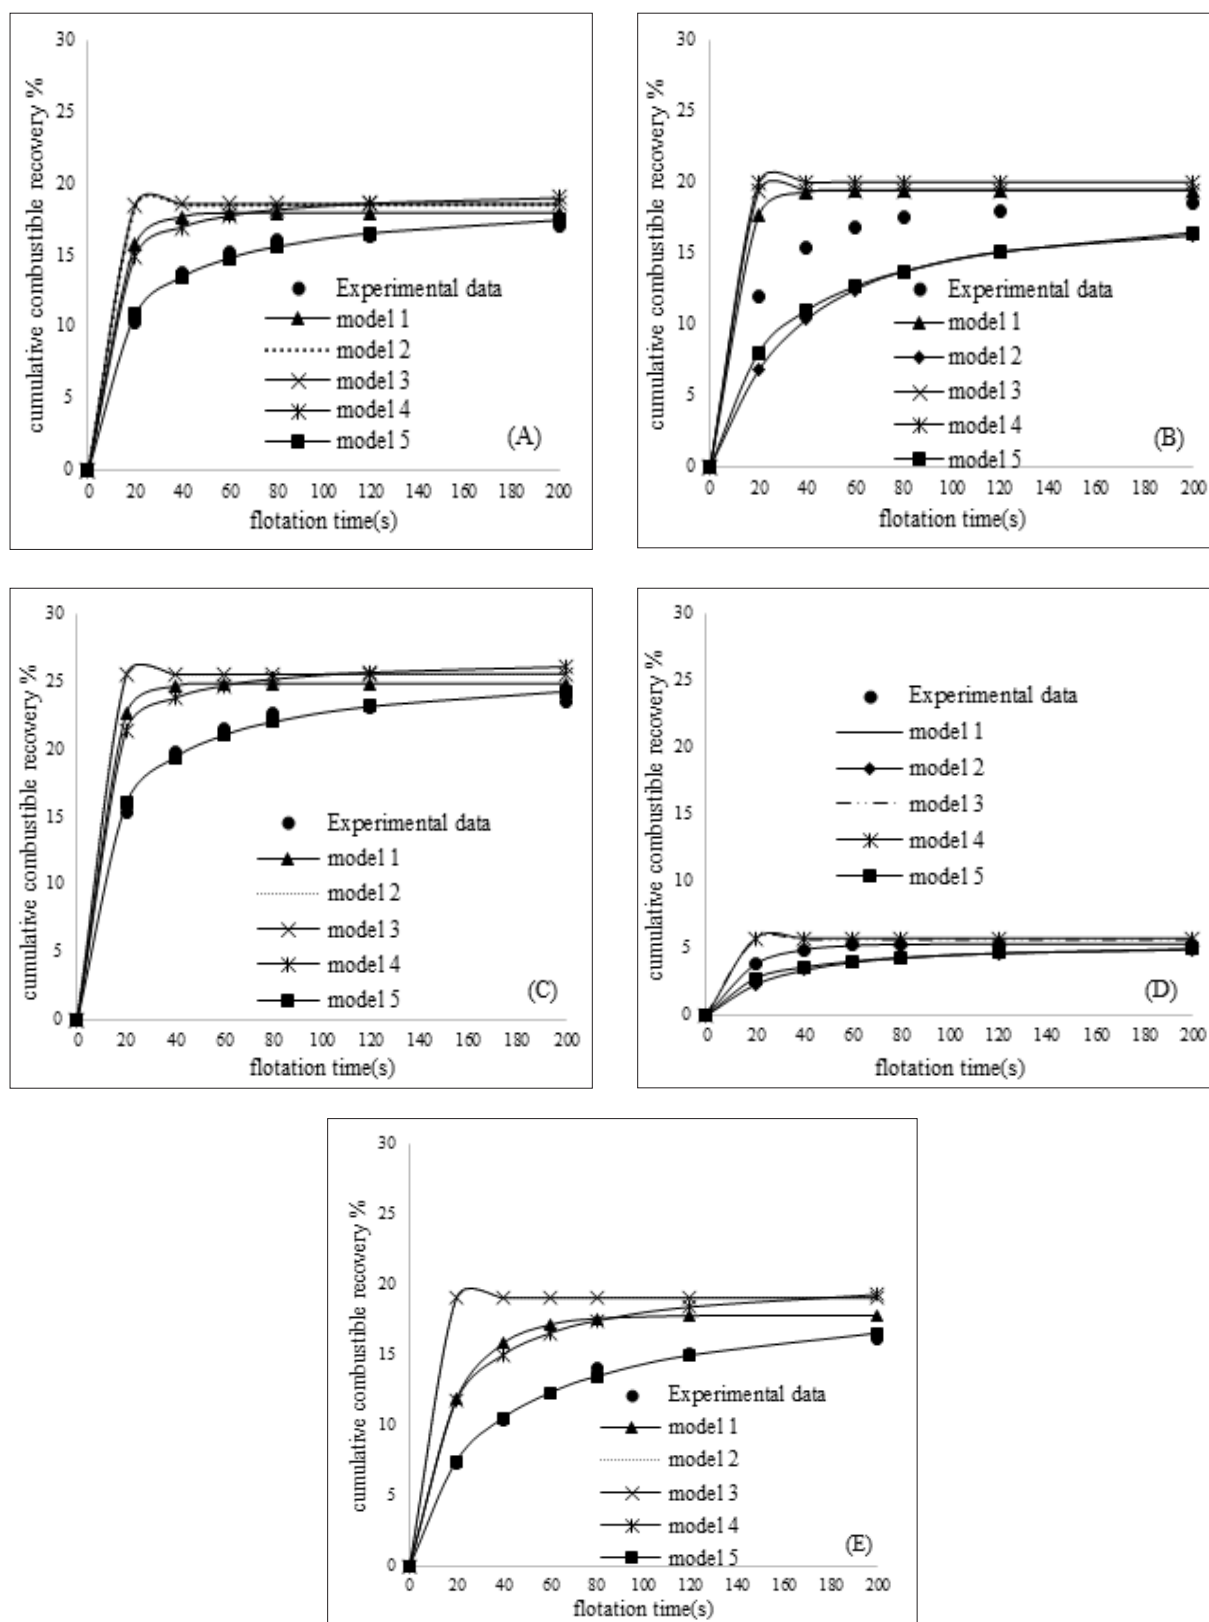 cumulative combustible recovery %
30
25
20
15
10
5
0
Experimental data
model 1
model 2
model 3
model 4
model 5
(A)
0 20 40 60 80 100 120 140 160 180 200
flotation time(s)
cumulative combustible recovery %
30
25
20
15
10
5
0
Experimental data
model 1
model 2
model 3
model 4
model 5
(B)
0 20 40 60 80 100 120 140 160 180 200
flotation time(s)
cumulative combustible recovery %
30
25
20
15
10
5
0
Experimental data
model 1
model 2
model 3
model 4
model 5
(C)
0 20 40 60 80 100 120 140 160 180 200
flotation time(s)
cumulative combustible recovery %
30
25
20
15
10
5
0
Experimental data
model 1
model 2
model 3
model 4
model 5
(D)
0 20 40 60 80 100 120 140 160 180 200
flotation time(s)
cumulative combustible recovery %
30
25
20
15
10
5
0
Experimental data
model 1
model 2
model 3
model 4
model 5
(E)
0 20 40 60 80 100 120 140 160 180 200
flotation time(s)